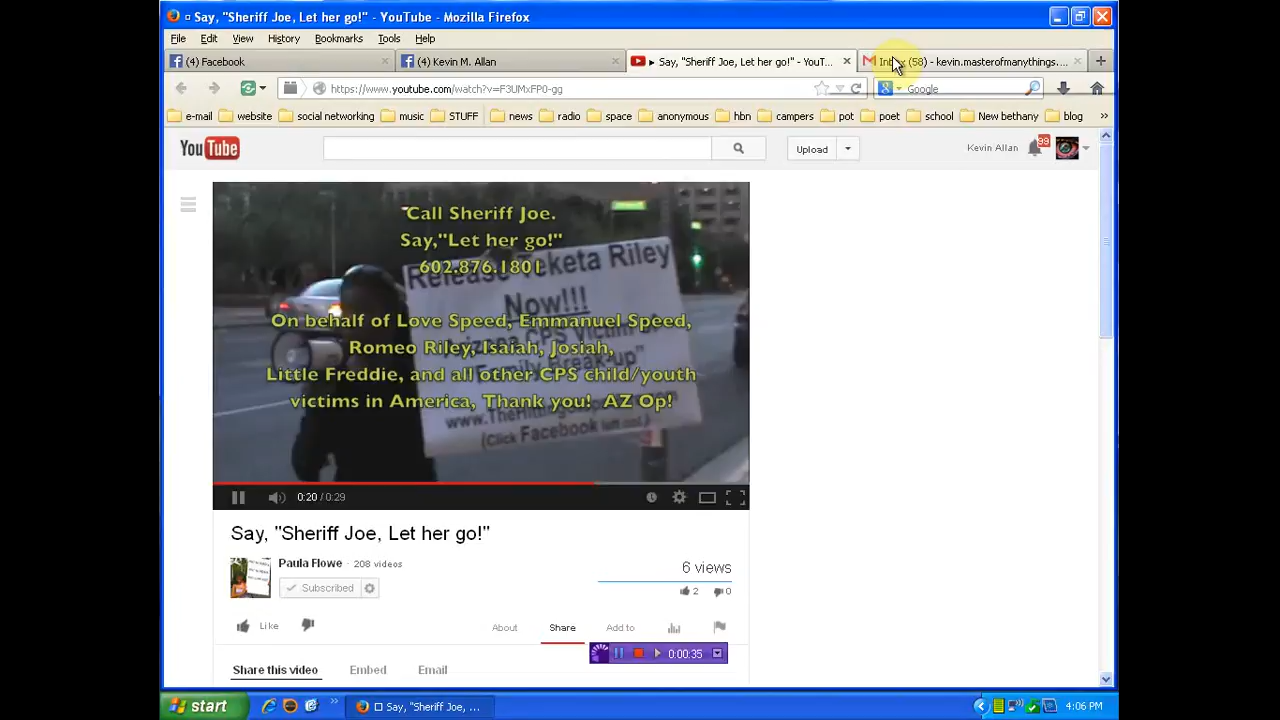 Say, "Sheriff Joe, Let her go!" - YouTube - Mozilla Firefox
File Edit View History Bookmarks Tools Help
(4) Facebook
(4) Kevin M. Allan
▶ Say, "Sheriff Joe, Let her go!" - YouT...
Inbox (58) - kevin.masterofmanythings....
https://www.youtube.com/watch?v=F3UMxFP0-gg
Google
e-mail website social networking music STUFF news radio space anonymous hbn campers pot poet school New bethany blog »
YouTube
Upload
Kevin Allan
99
"Call Sheriff Joe.
Say,"Let her go!"
602.876.1801
Release Teketa Riley
Now!!!
On behalf of Love Speed, Emmanuel Speed,
Romeo Riley, Isaiah, Josiah,
Little Freddie, and all other CPS child/youth
victims in America, Thank you! AZ Op!
(Click Facebook
0:20 / 0:29
Say, "Sheriff Joe, Let her go!"
Paula Flowe · 208 videos
Subscribed
6 views
2 0
Like
About
Share
Add to
0:00:35
Share this video
Embed
Email
start
Say, "Sheriff Joe, ...
4:06 PM